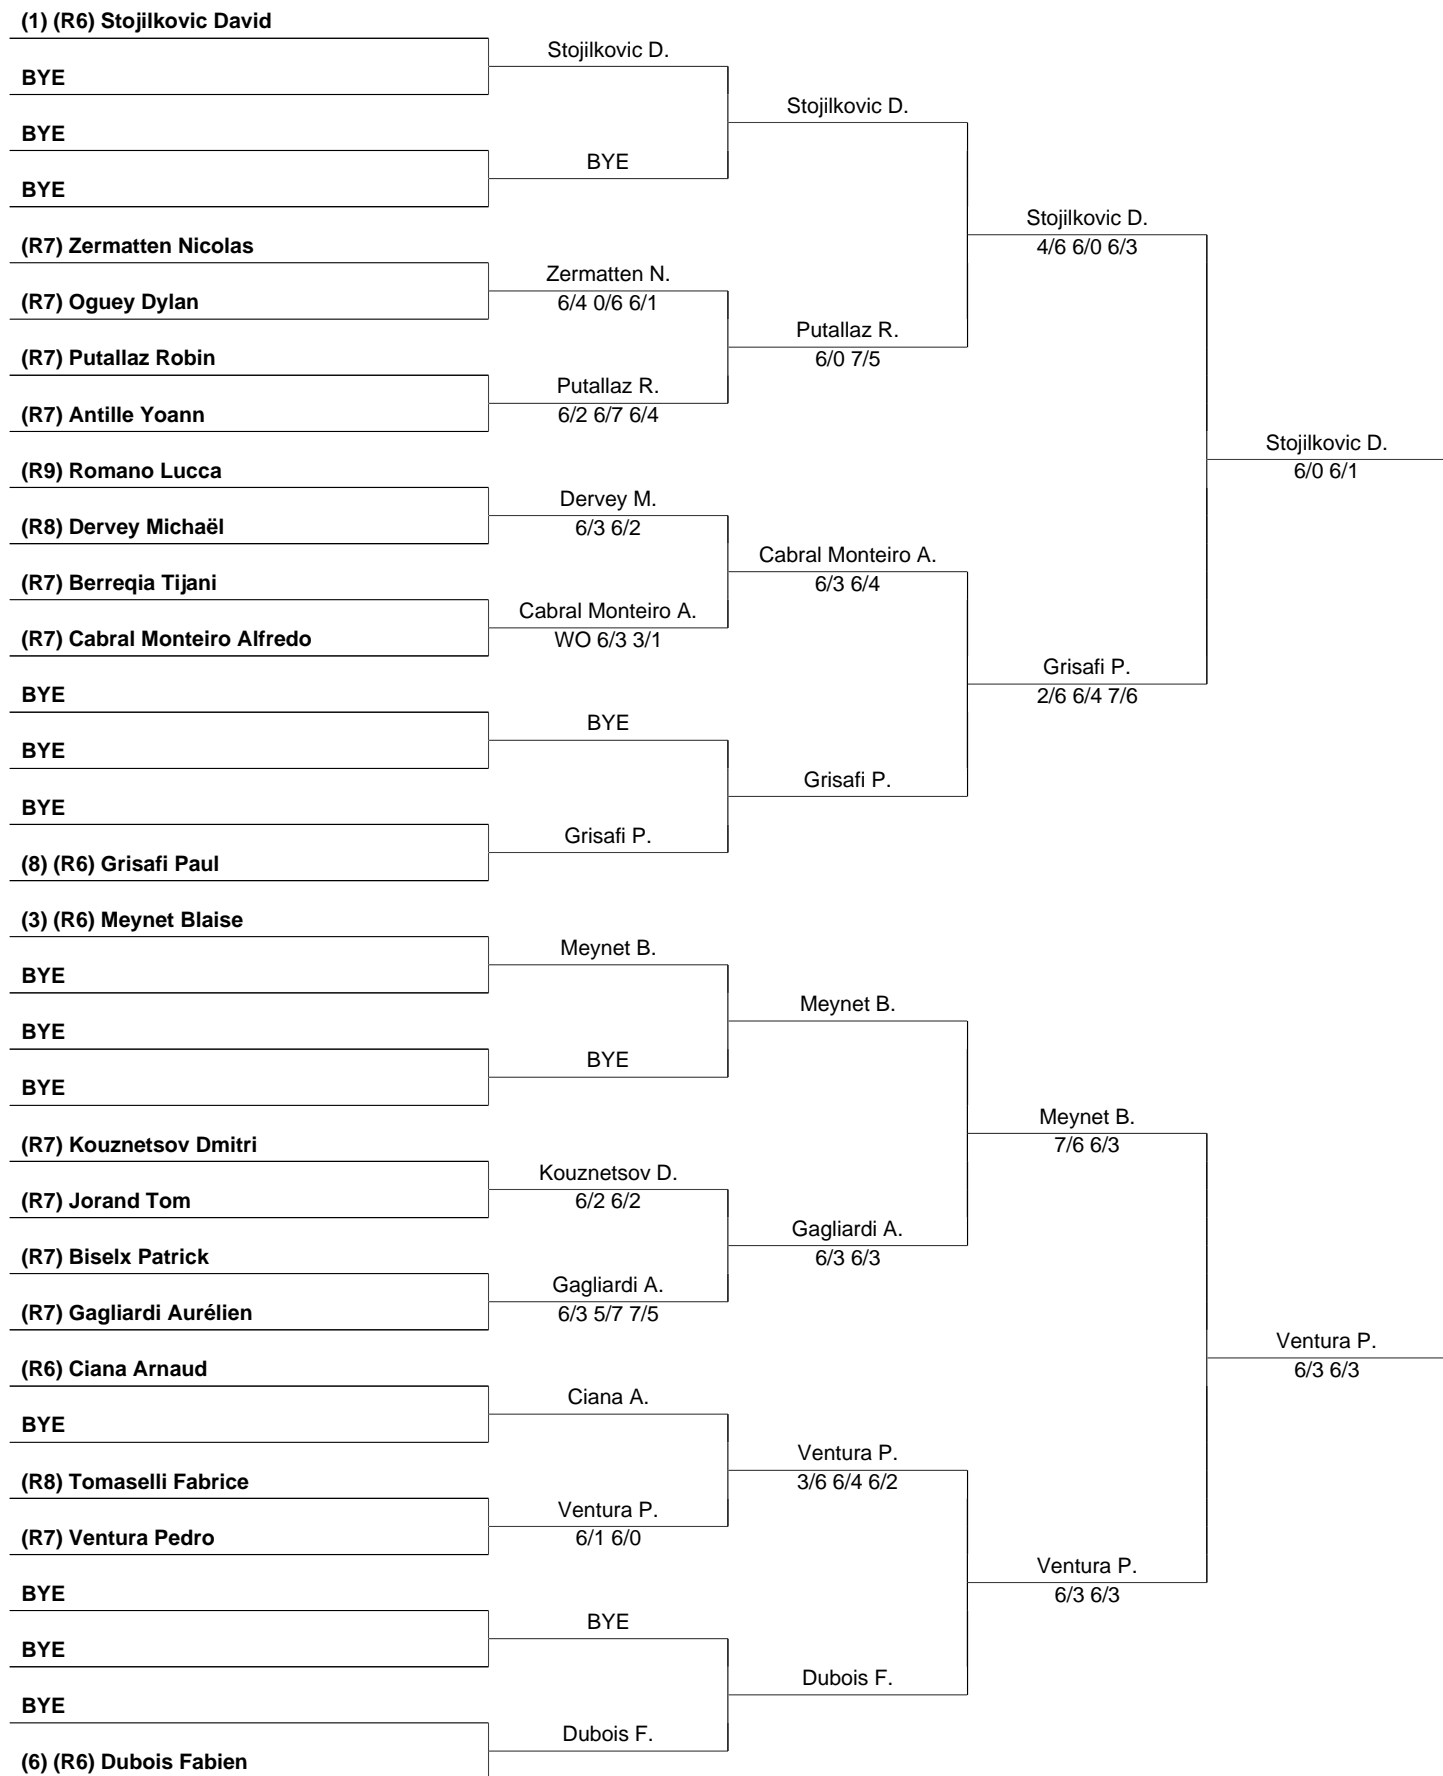 (1) (R6) Stojilkovic David
Stojilkovic D.
BYE
Stojilkovic D.
BYE
BYE
BYE
Stojilkovic D.
4/6 6/0 6/3
(R7) Zermatten Nicolas
Zermatten N.
6/4 0/6 6/1
(R7) Oguey Dylan
Putallaz R.
6/0 7/5
(R7) Putallaz Robin
Putallaz R.
6/2 6/7 6/4
(R7) Antille Yoann
Stojilkovic D.
6/0 6/1
(R9) Romano Lucca
Dervey M.
6/3 6/2
(R8) Dervey Michaël
Cabral Monteiro A.
6/3 6/4
(R7) Berreqia Tijani
Cabral Monteiro A.
WO 6/3 3/1
(R7) Cabral Monteiro Alfredo
Grisafi P.
2/6 6/4 7/6
BYE
BYE
BYE
Grisafi P.
BYE
Grisafi P.
(8) (R6) Grisafi Paul
(3) (R6) Meynet Blaise
Meynet B.
BYE
Meynet B.
BYE
BYE
BYE
Meynet B.
7/6 6/3
(R7) Kouznetsov Dmitri
Kouznetsov D.
6/2 6/2
(R7) Jorand Tom
Gagliardi A.
6/3 6/3
(R7) Biselx Patrick
Gagliardi A.
6/3 5/7 7/5
(R7) Gagliardi Aurélien
Ventura P.
6/3 6/3
(R6) Ciana Arnaud
Ciana A.
BYE
Ventura P.
3/6 6/4 6/2
(R8) Tomaselli Fabrice
Ventura P.
6/1 6/0
(R7) Ventura Pedro
Ventura P.
6/3 6/3
BYE
BYE
BYE
Dubois F.
BYE
Dubois F.
(6) (R6) Dubois Fabien